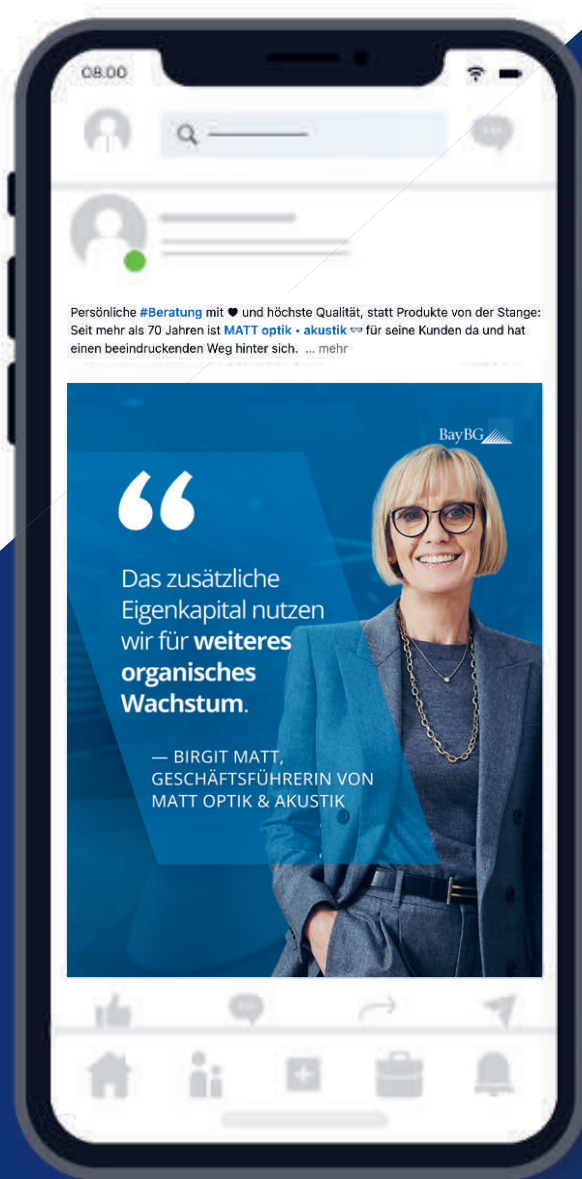 08.00
Persönliche #Beratung mit 🖤 und höchste Qualität, statt Produkte von der Stange:
Seit mehr als 70 Jahren ist MATT optik • akustik 👓 für seine Kunden da und hat
einen beeindruckenden Weg hinter sich. ... mehr
BayBG
“
Das zusätzliche
Eigenkapital nutzen
wir für weiteres
organisches
Wachstum.
— BIRGIT MATT,
GESCHÄFTSFÜHRERIN VON
MATT OPTIK & AKUSTIK